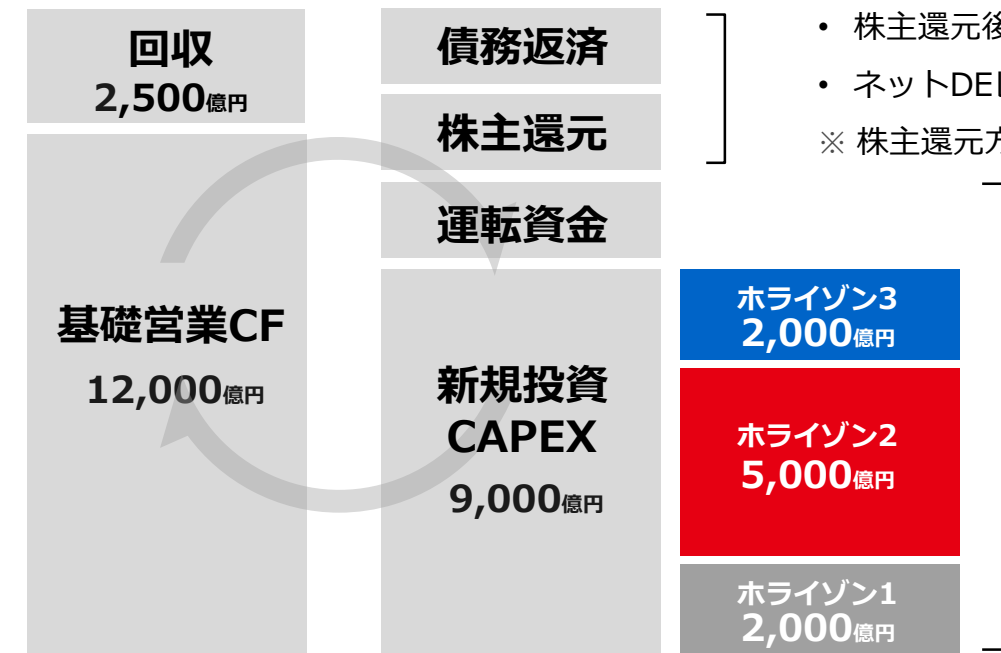 回収
2,500億円
基礎営業CF
12,000億円
債務返済
株主還元
運転資金
新規投資
CAPEX
9,000億円
• 株主還元後
• ネットDE
※ 株主還元方
ホライゾン3
2,000億円
ホライゾン2
5,000億円
ホライゾン1
2,000億円